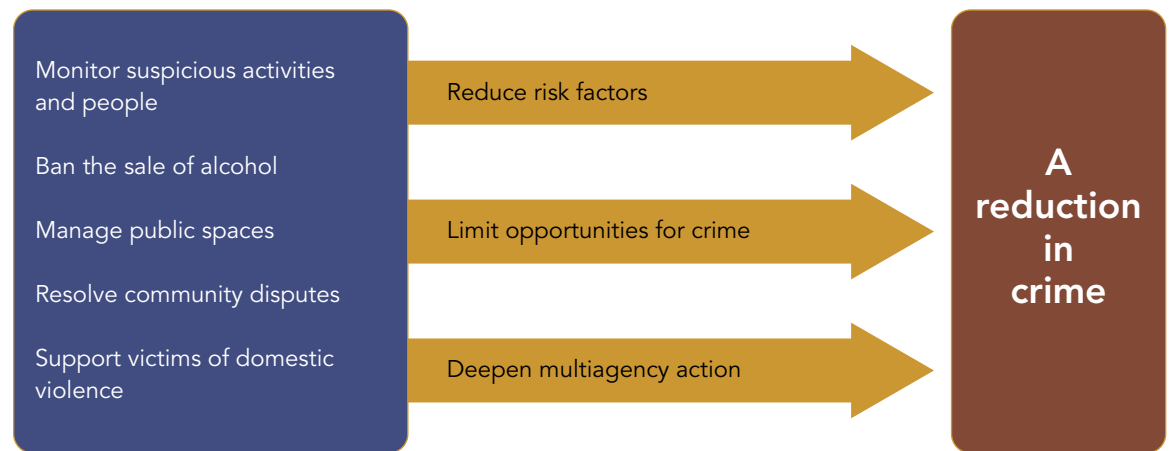 Monitor suspicious activities
and people
Ban the sale of alcohol
Manage public spaces
Resolve community disputes
Support victims of domestic
violence
Reduce risk factors
Limit opportunities for crime
Deepen multiagency action
A
reduction
in
crime